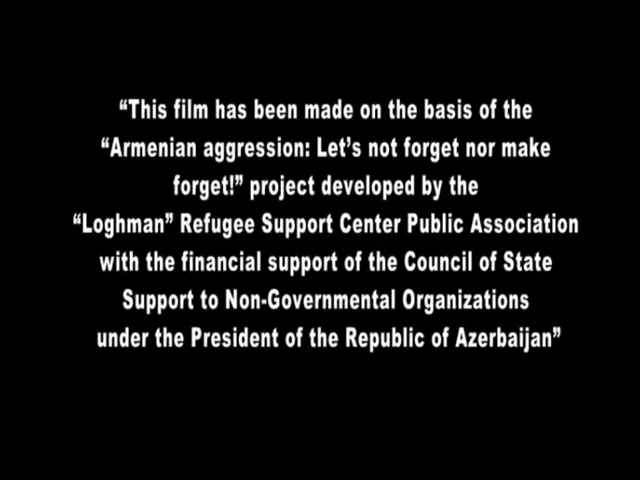 “This film has been made on the basis of the
“Armenian aggression: Let’s not forget nor make
forget!” project developed by the
“Loghman” Refugee Support Center Public Association
with the financial support of the Council of State
Support to Non-Governmental Organizations
under the President of the Republic of Azerbaijan”